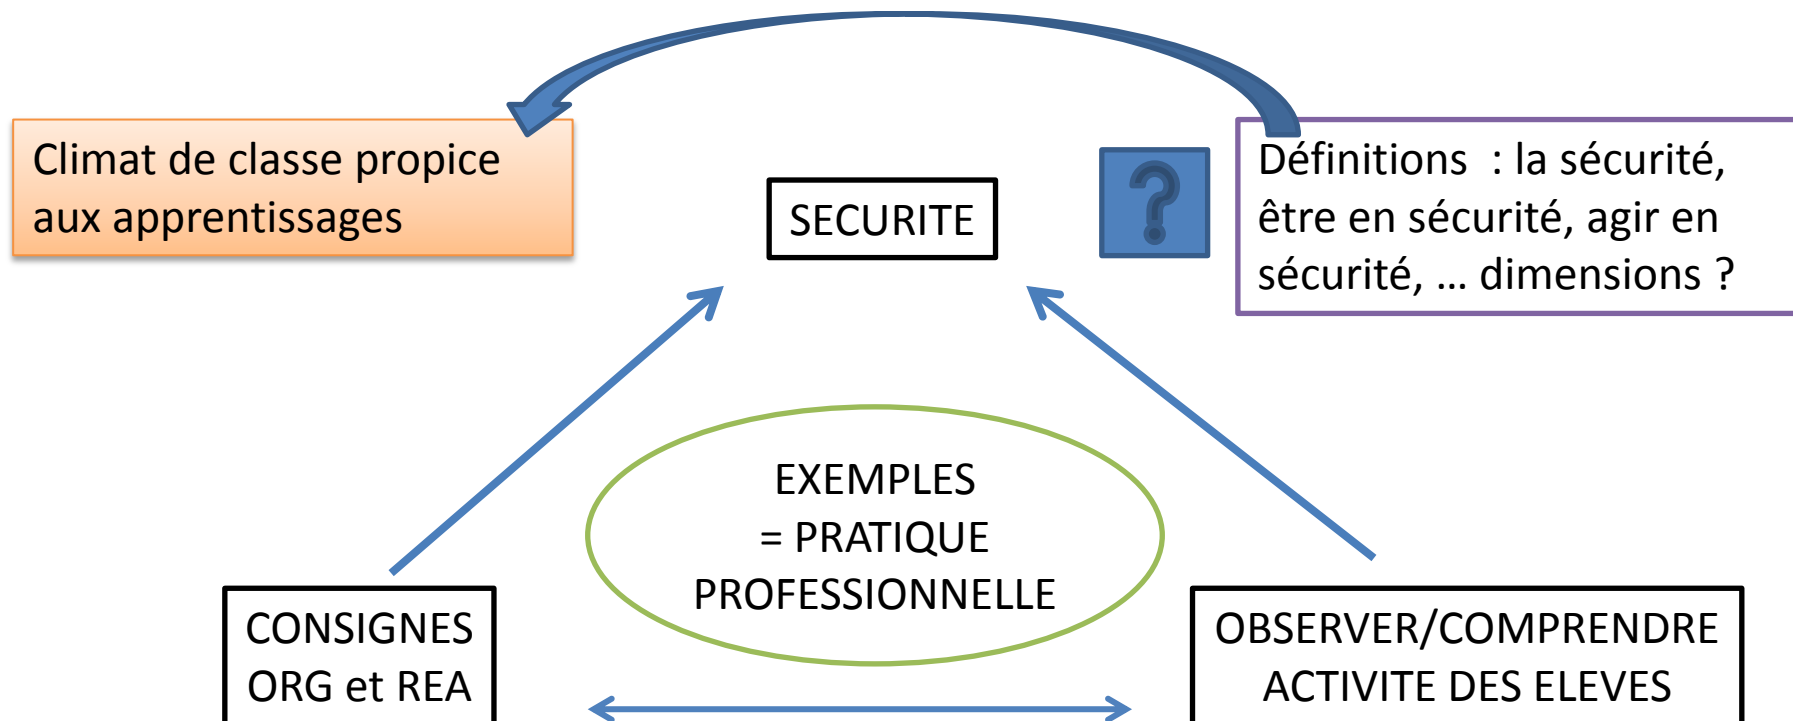 Climat de classe propice
aux apprentissages
SECURITE
?
Définitions : la sécurité,
être en sécurité, agir en
sécurité, … dimensions ?
EXEMPLES
= PRATIQUE
PROFESSIONNELLE
CONSIGNES
ORG et REA
OBSERVER/COMPRENDRE
ACTIVITE DES ELEVES